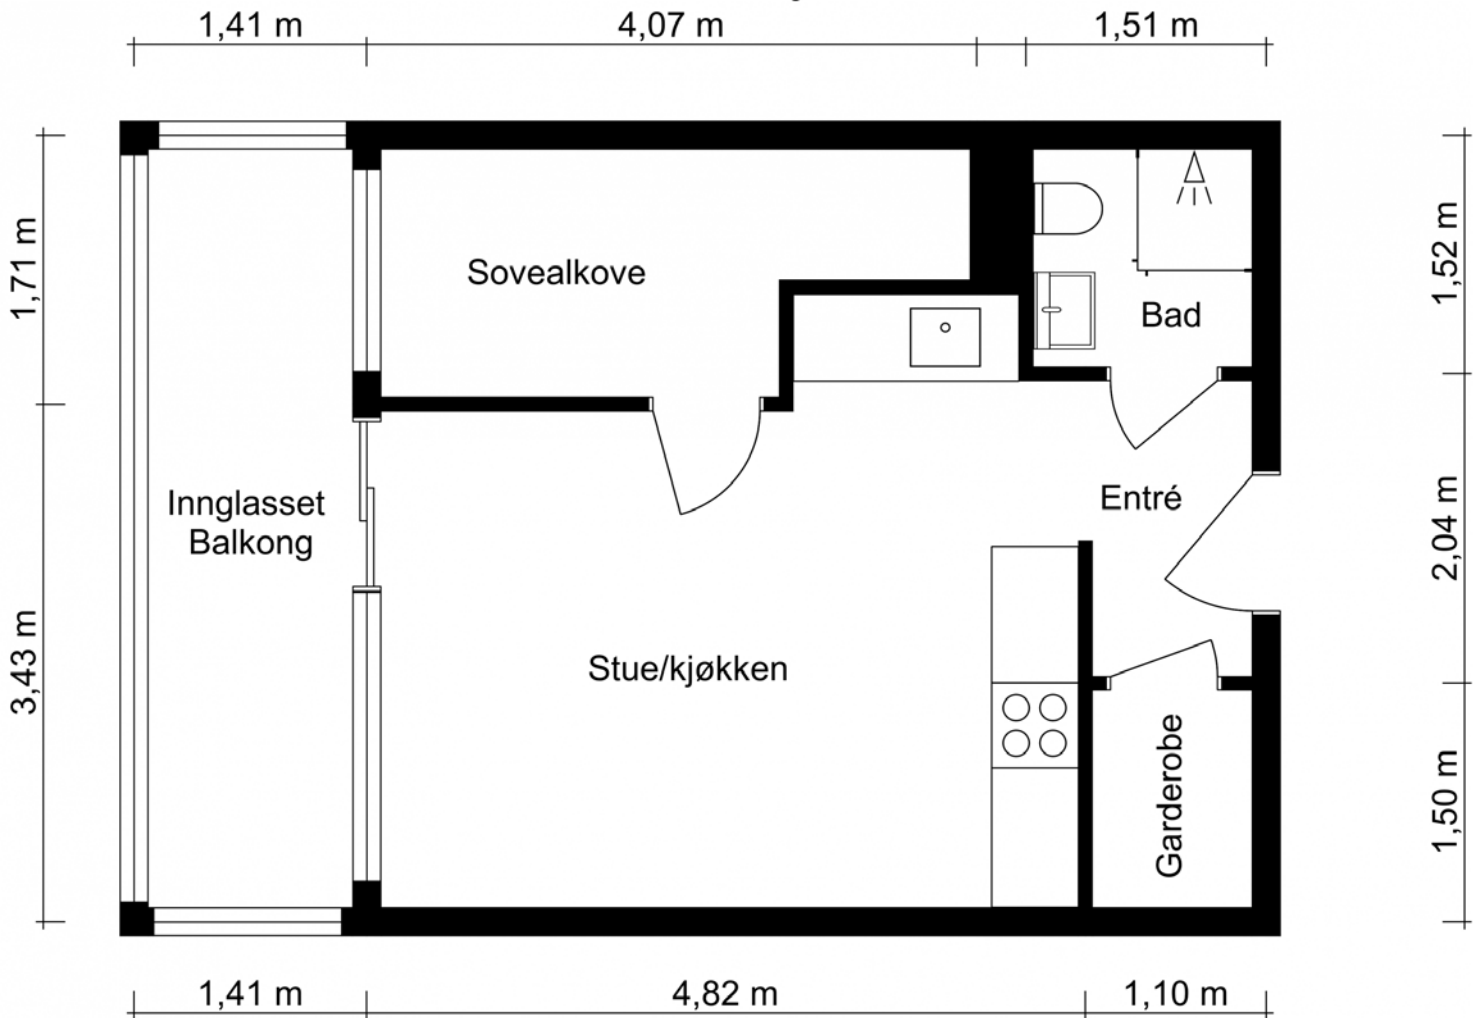 1,41 m
4,07 m
1,51 m
1,71 m
1,52 m
Sovealkove
Bad
Innglasset
Balkong
Entré
2,04 m
3,43 m
Stue/kjøkken
Garderobe
1,50 m
1,41 m
4,82 m
1,10 m